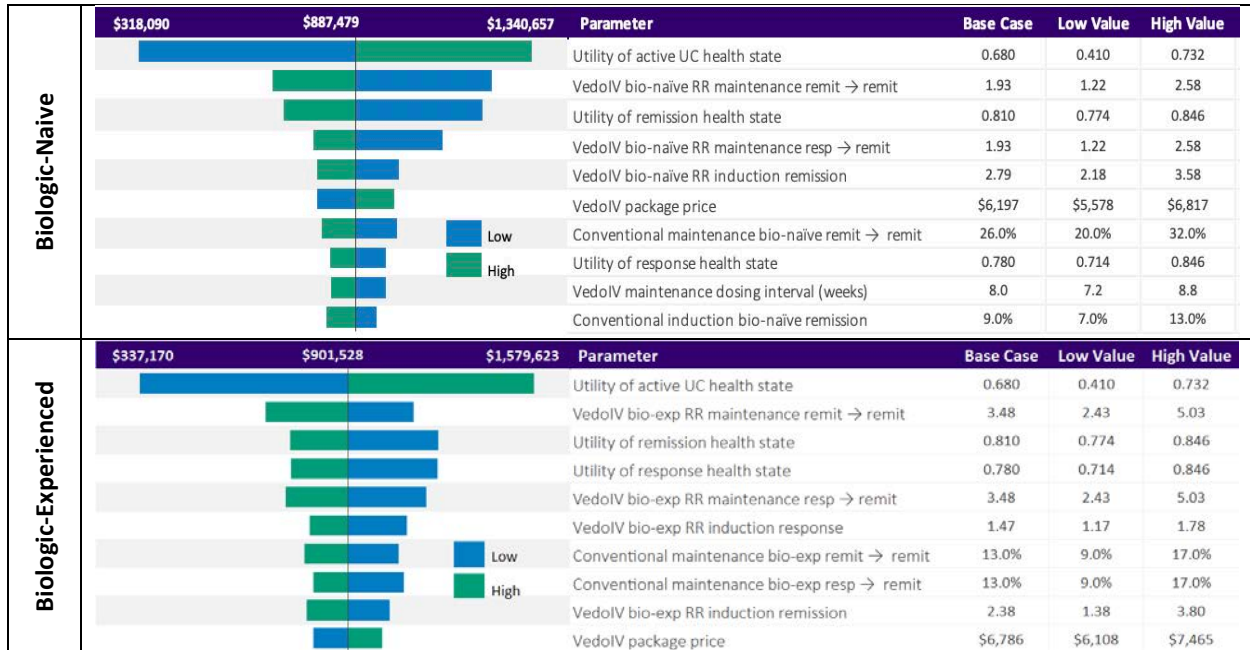 Biologic-Naive
$318,090 $887,479 $1,340,657 Parameter Base Case Low Value High Value
Utility of active UC health state 0.680 0.410 0.732
VedoIV bio-naïve RR maintenance remit → remit 1.93 1.22 2.58
Utility of remission health state 0.810 0.774 0.846
VedoIV bio-naïve RR maintenance resp → remit 1.93 1.22 2.58
VedoIV bio-naïve RR induction remission 2.79 2.18 3.58
VedoIV package price $6,197 $5,578 $6,817
Low Conventional maintenance bio-naïve remit → remit 26.0% 20.0% 32.0%
High Utility of response health state 0.780 0.714 0.846
VedoIV maintenance dosing interval (weeks) 8.0 7.2 8.8
Conventional induction bio-naïve remission 9.0% 7.0% 13.0%
Biologic-Experienced
$337,170 $901,528 $1,579,623 Parameter Base Case Low Value High Value
Utility of active UC health state 0.680 0.410 0.732
VedoIV bio-exp RR maintenance remit → remit 3.48 2.43 5.03
Utility of remission health state 0.810 0.774 0.846
Utility of response health state 0.780 0.714 0.846
VedoIV bio-exp RR maintenance resp → remit 3.48 2.43 5.03
VedoIV bio-exp RR induction response 1.47 1.17 1.78
Low Conventional maintenance bio-exp remit → remit 13.0% 9.0% 17.0%
High Conventional maintenance bio-exp resp → remit 13.0% 9.0% 17.0%
VedoIV bio-exp RR induction remission 2.38 1.38 3.80
VedoIV package price $6,786 $6,108 $7,465